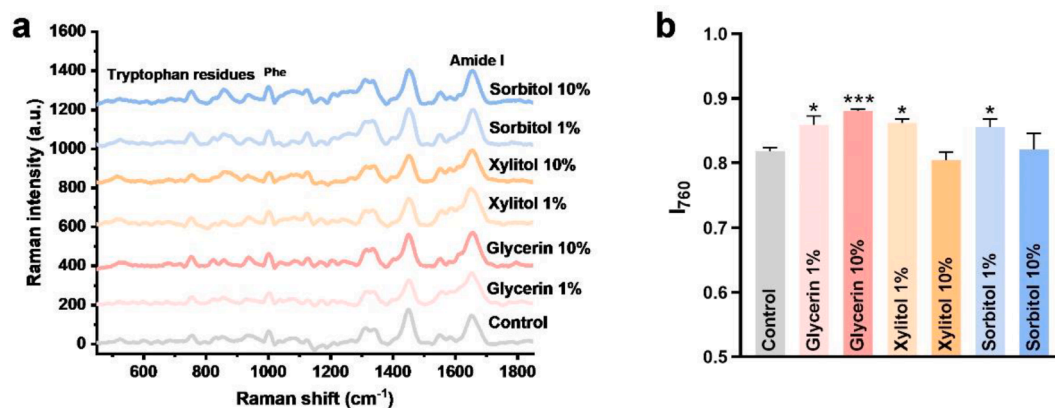 a
1600
1400
1200
1000
800
600
400
200
0
Raman intensity (a.u.)
Tryptophan residues
Phe
Amide I
Sorbitol 10%
Sorbitol 1%
Xylitol 10%
Xylitol 1%
Glycerin 10%
Glycerin 1%
Control
600 800 1000 1200 1400 1600 1800
Raman shift (cm⁻¹)
b
1.0
0.9
0.8
0.7
0.6
0.5
I₇₆₀
* *** * *
Control
Glycerin 1%
Glycerin 10%
Xylitol 1%
Xylitol 10%
Sorbitol 1%
Sorbitol 10%